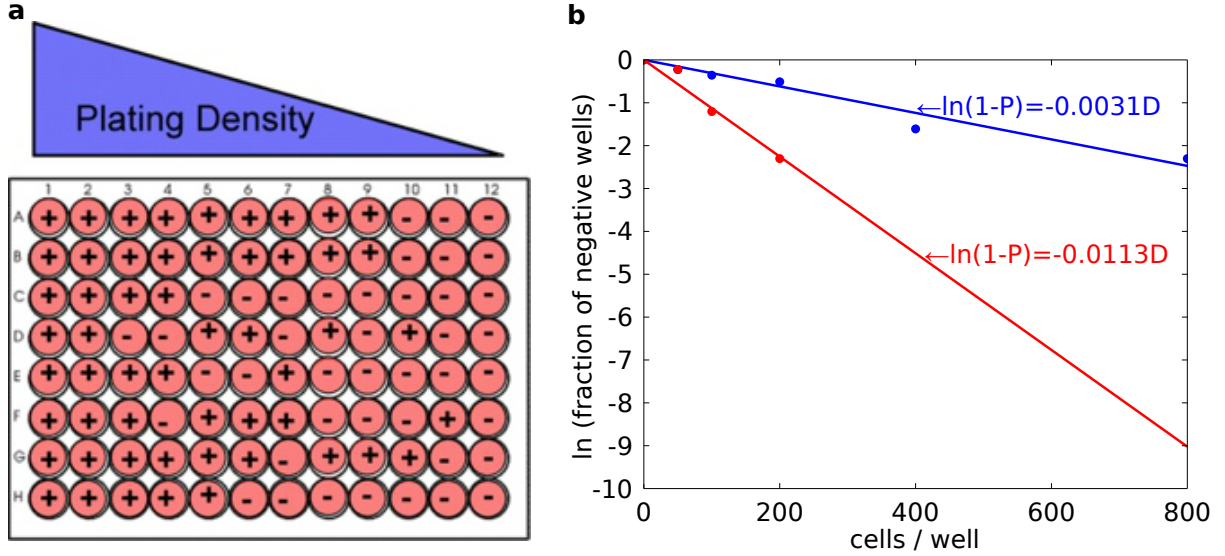 a
Plating Density
1 2 3 4 5 6 7 8 9 10 11 12
A + + + + + + + + + - - -
B + + + + + + + + + - - -
C + + + + - - - - - - - -
D + + - - + + - + - + - -
E + + + + - - + - - - - -
F + + + - + + + - - - + -
G + + + + + + - + + + - -
H + + + + + - - - - - - -
b
ln (fraction of negative wells)
0
-1
-2
-3
-4
-5
-6
-7
-8
-9
-10
←ln(1-P)=-0.0031D
←ln(1-P)=-0.0113D
0 200 400 600 800
cells / well